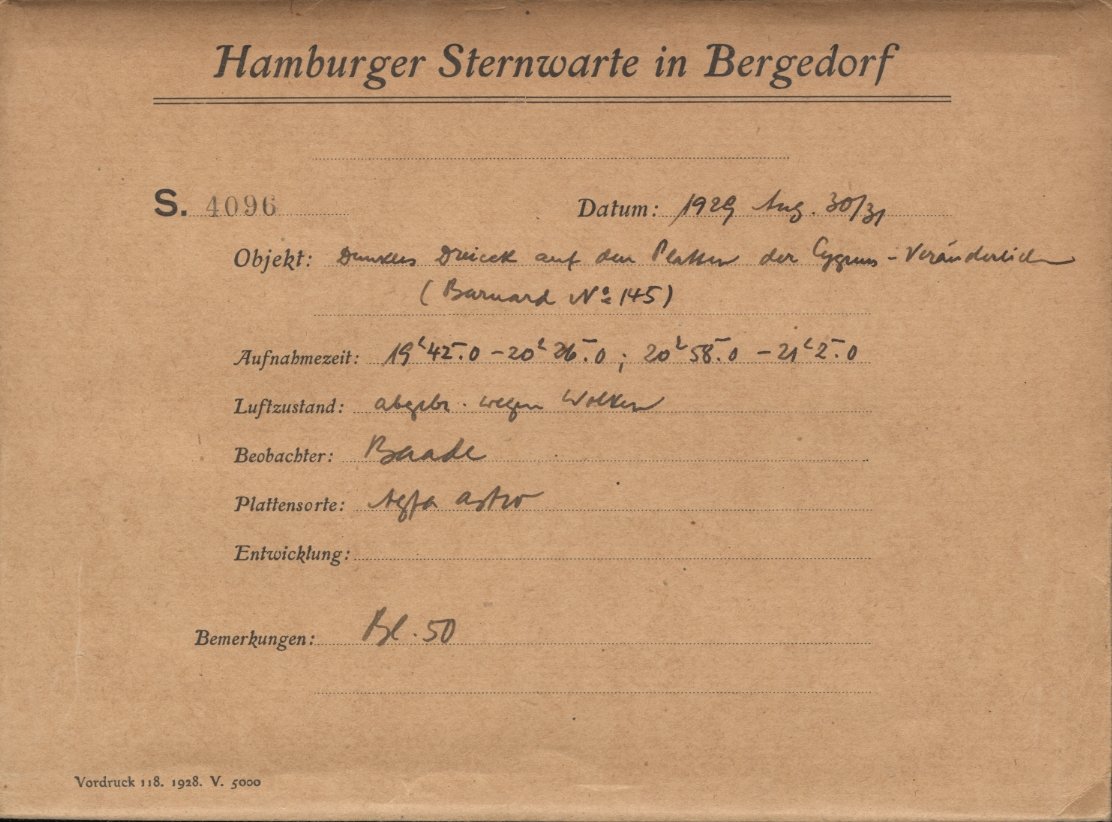 Hamburger Sternwarte in Bergedorf
S. 4096 Datum: 1929 Aug. 30/31
Objekt: Dunkles Dreieck auf den Platten der Cygnus-Veränderlichen
(Barnard Nº 145)
Aufnahmezeit: 19ʰ42ᵐ.0 – 20ʰ26ᵐ.0 ; 20ʰ58ᵐ.0 – 21ʰ2ᵐ.0
Luftzustand: abgebr. wegen Wolken
Beobachter: Baade
Plattensorte: Agfa Astro
Entwicklung:
Bemerkungen: Bl. 50
Vordruck 118. 1928. V. 5000